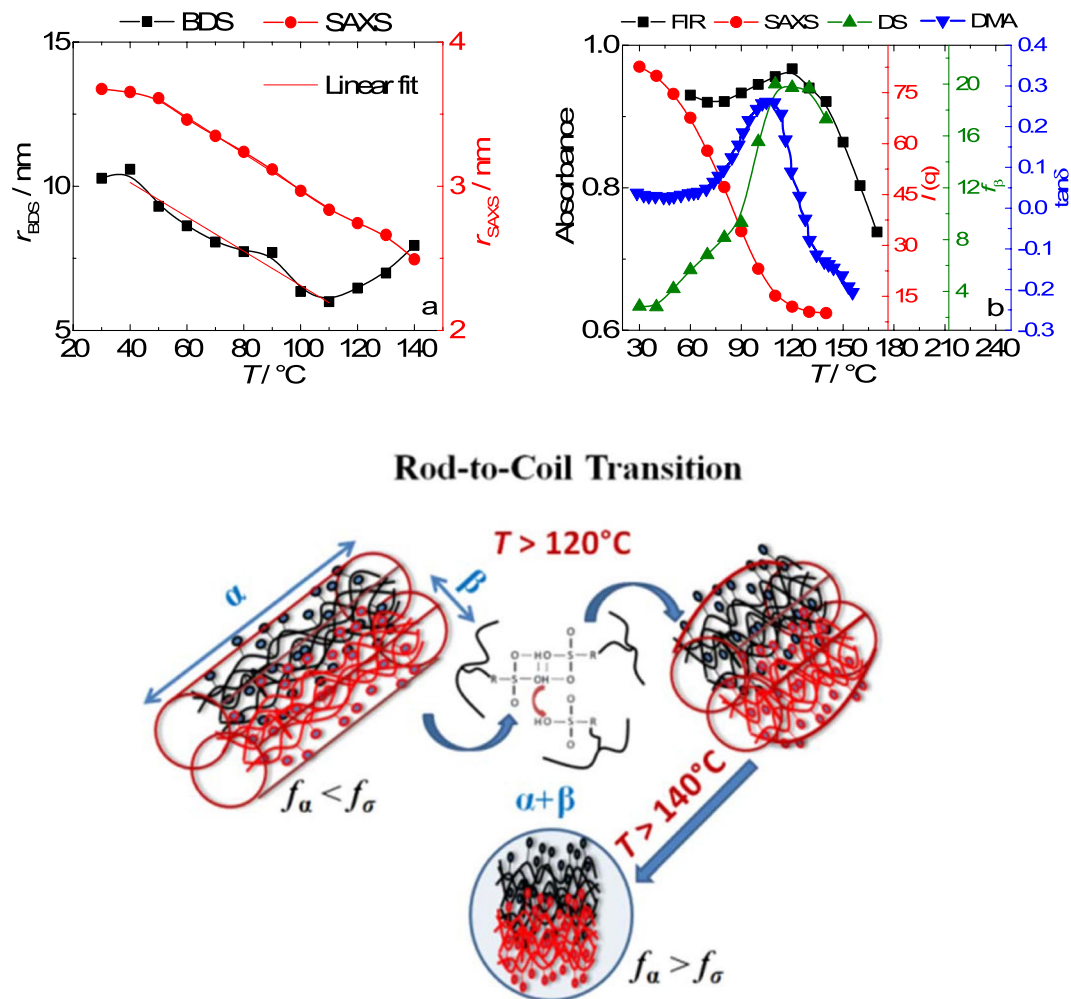 BDS SAXS
Linear fit
15
10
5
r_BDS / nm
4
3
2
r_SAXS / nm
a
20 40 60 80 100 120 140
T / °C
FIR SAXS DS DMA
1.0
0.8
0.6
Absorbance
75
60
45
30
15
I(q)
20
16
12
8
4
f_β
0.4
0.3
0.2
0.1
0.0
-0.1
-0.2
-0.3
tanδ
b
30 60 90 120 150 180 210 240
T / °C
Rod-to-Coil Transition
T > 120°C
α
β
O HO S R
O
O
R S OH O
O
O
O
HO S R
O
f_α < f_σ
α+β
T > 140°C
f_α > f_σ